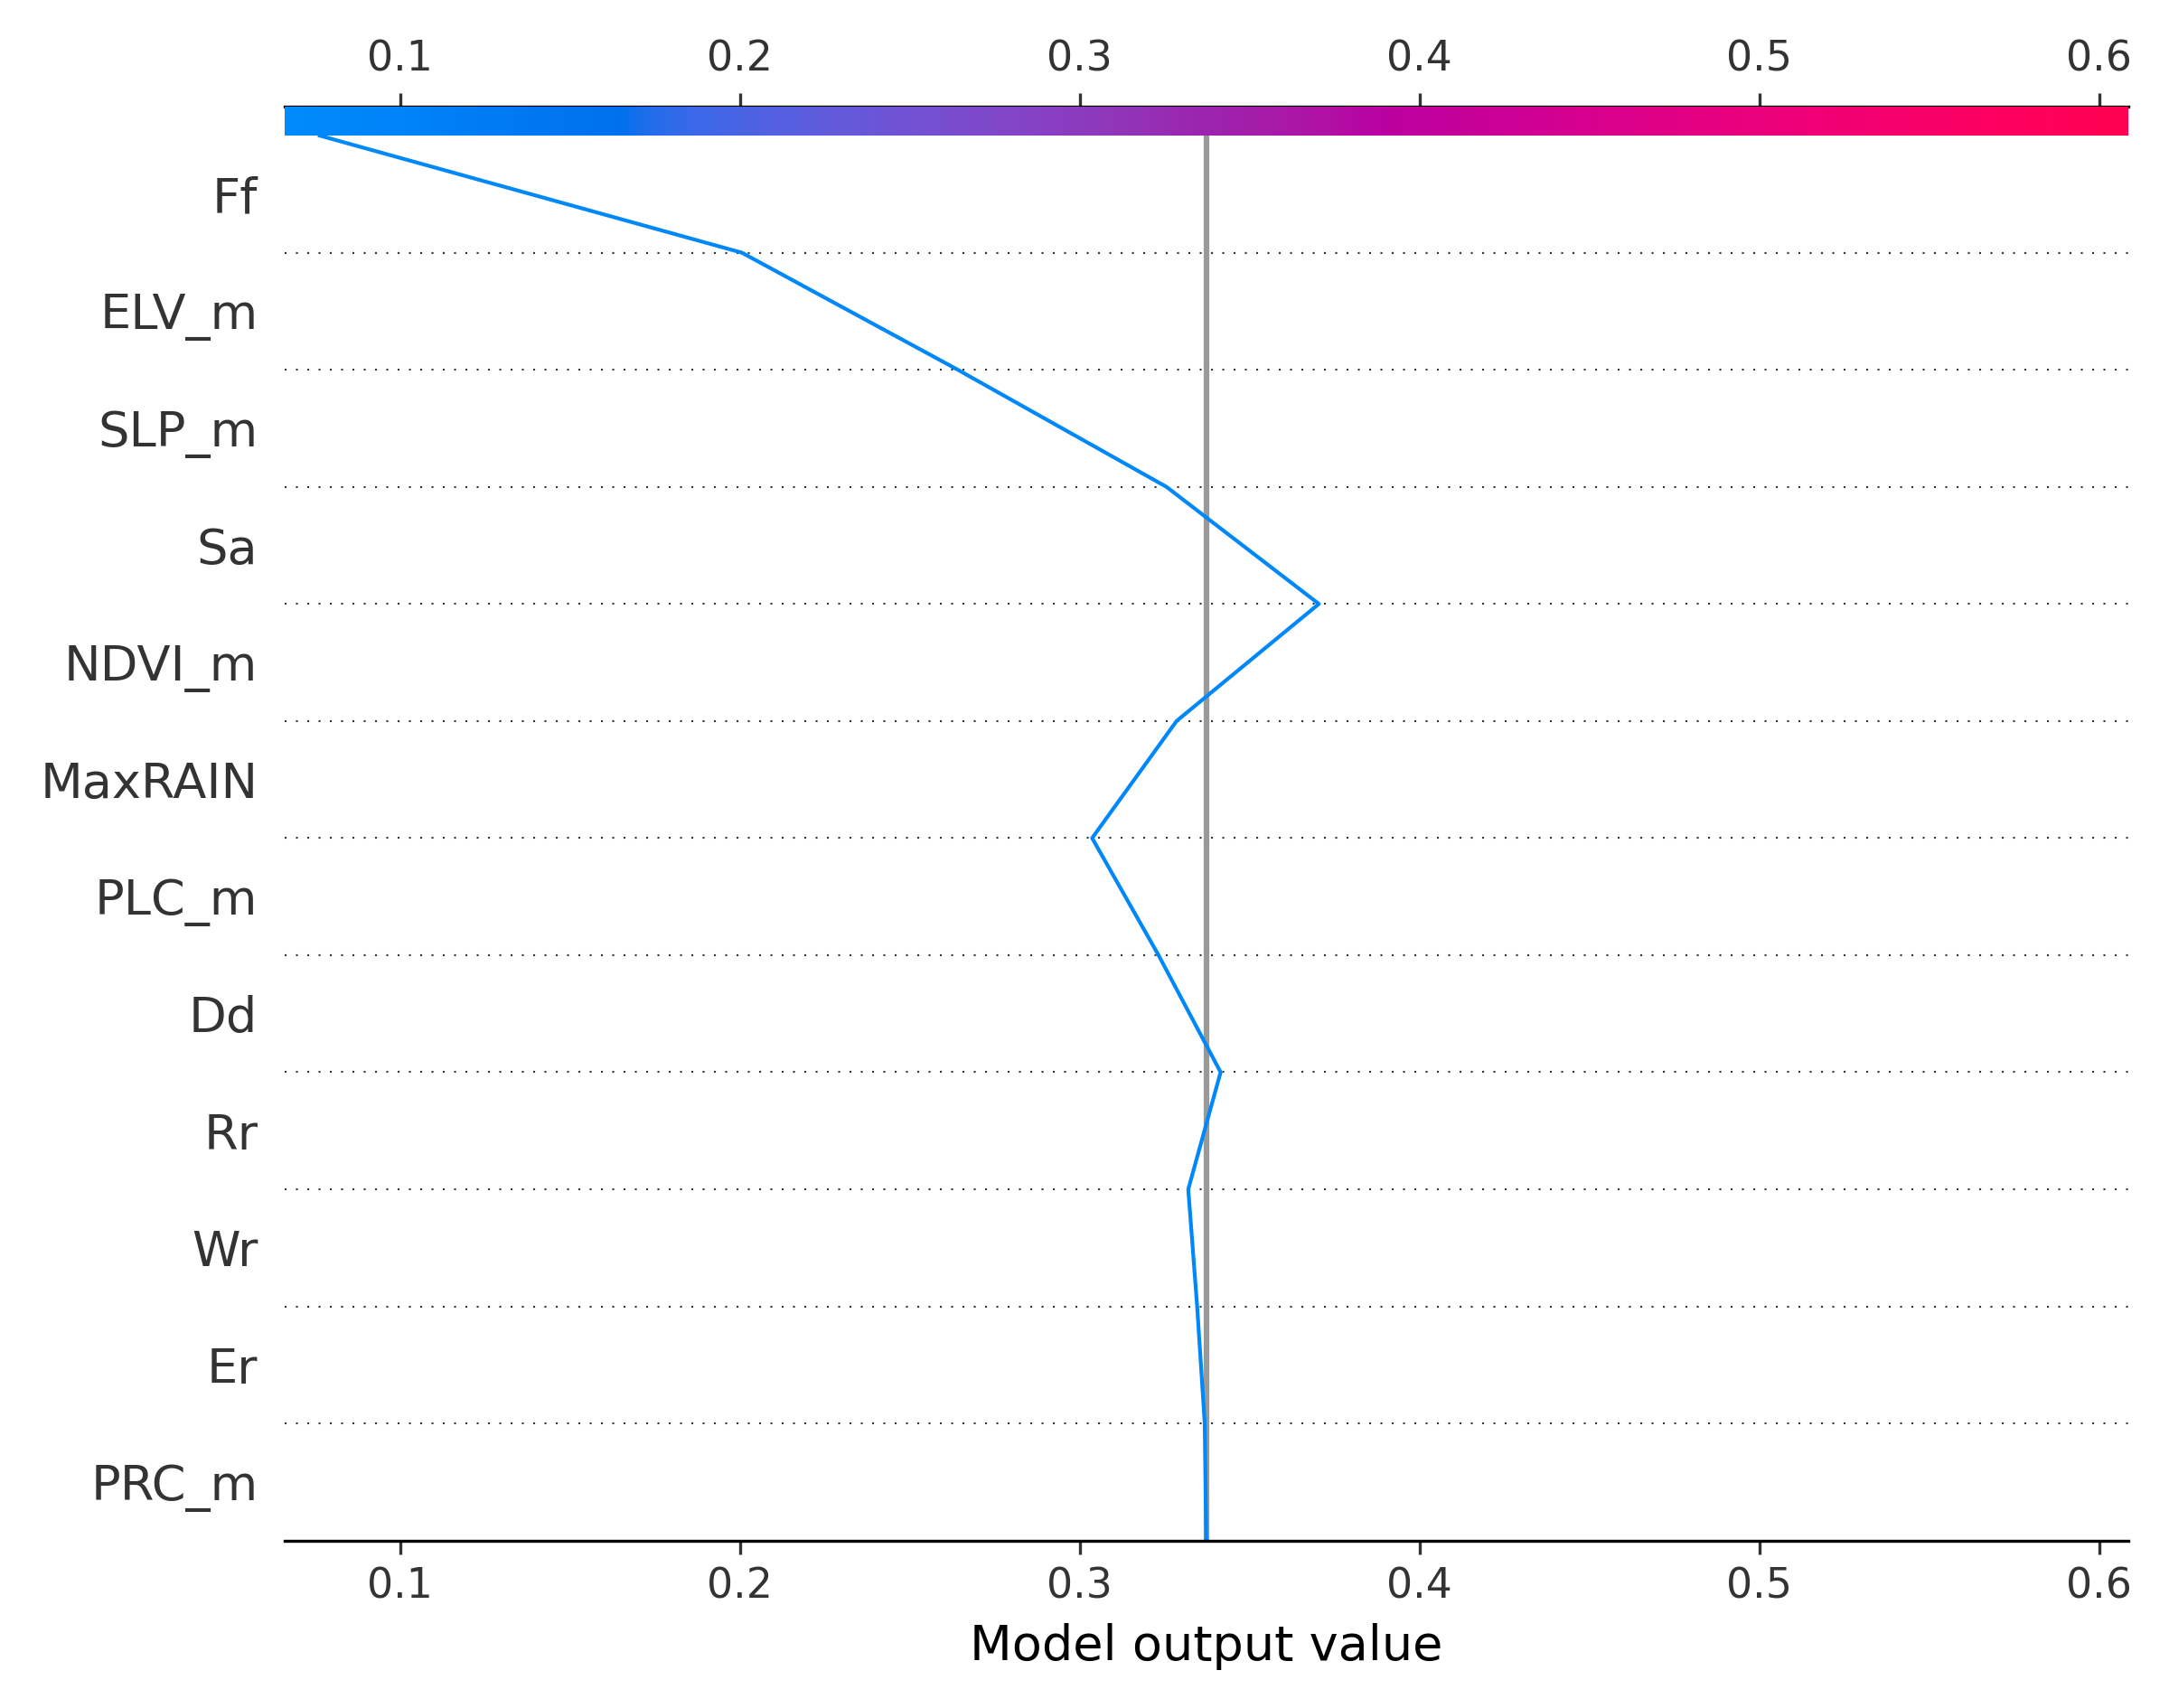 0.1 0.2 0.3 0.4 0.5 0.6
Ff
ELV_m
SLP_m
Sa
NDVI_m
MaxRAIN
PLC_m
Dd
Rr
Wr
Er
PRC_m
0.1 0.2 0.3 0.4 0.5 0.6
Model output value